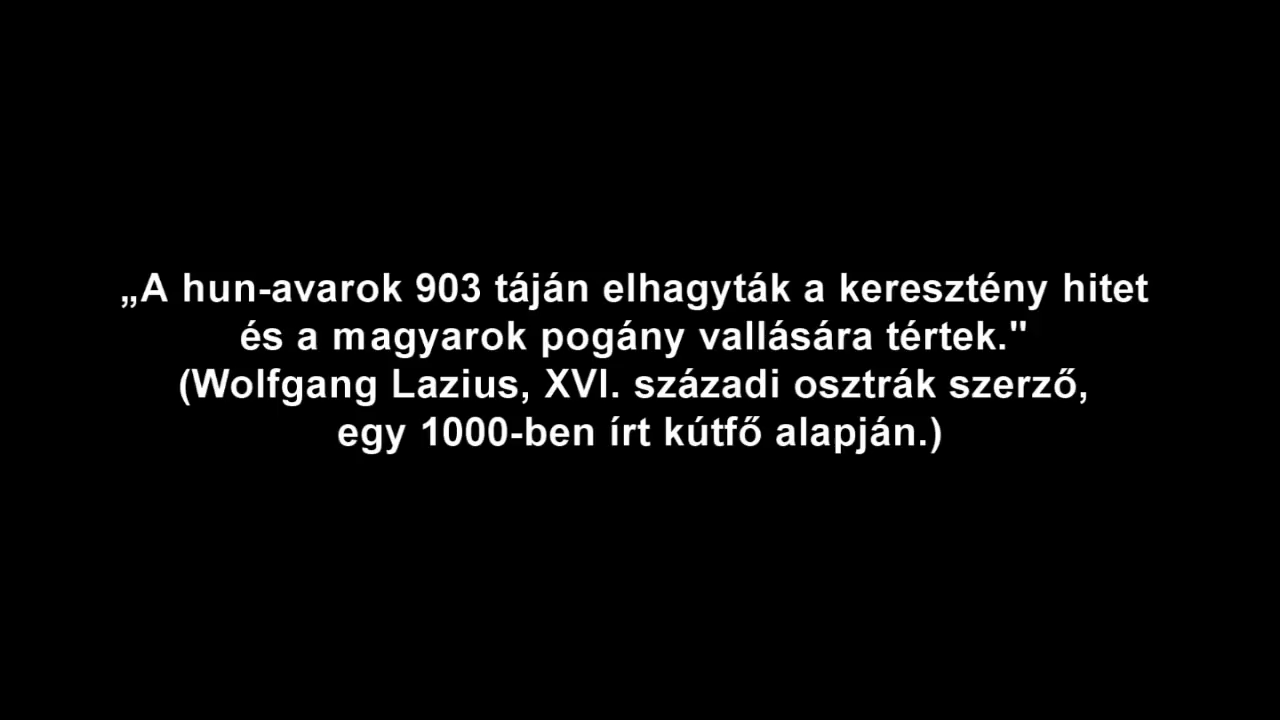 „A hun-avarok 903 táján elhagyták a keresztény hitet
és a magyarok pogány vallására tértek."
(Wolfgang Lazius, XVI. századi osztrák szerző,
egy 1000-ben írt kútfő alapján.)